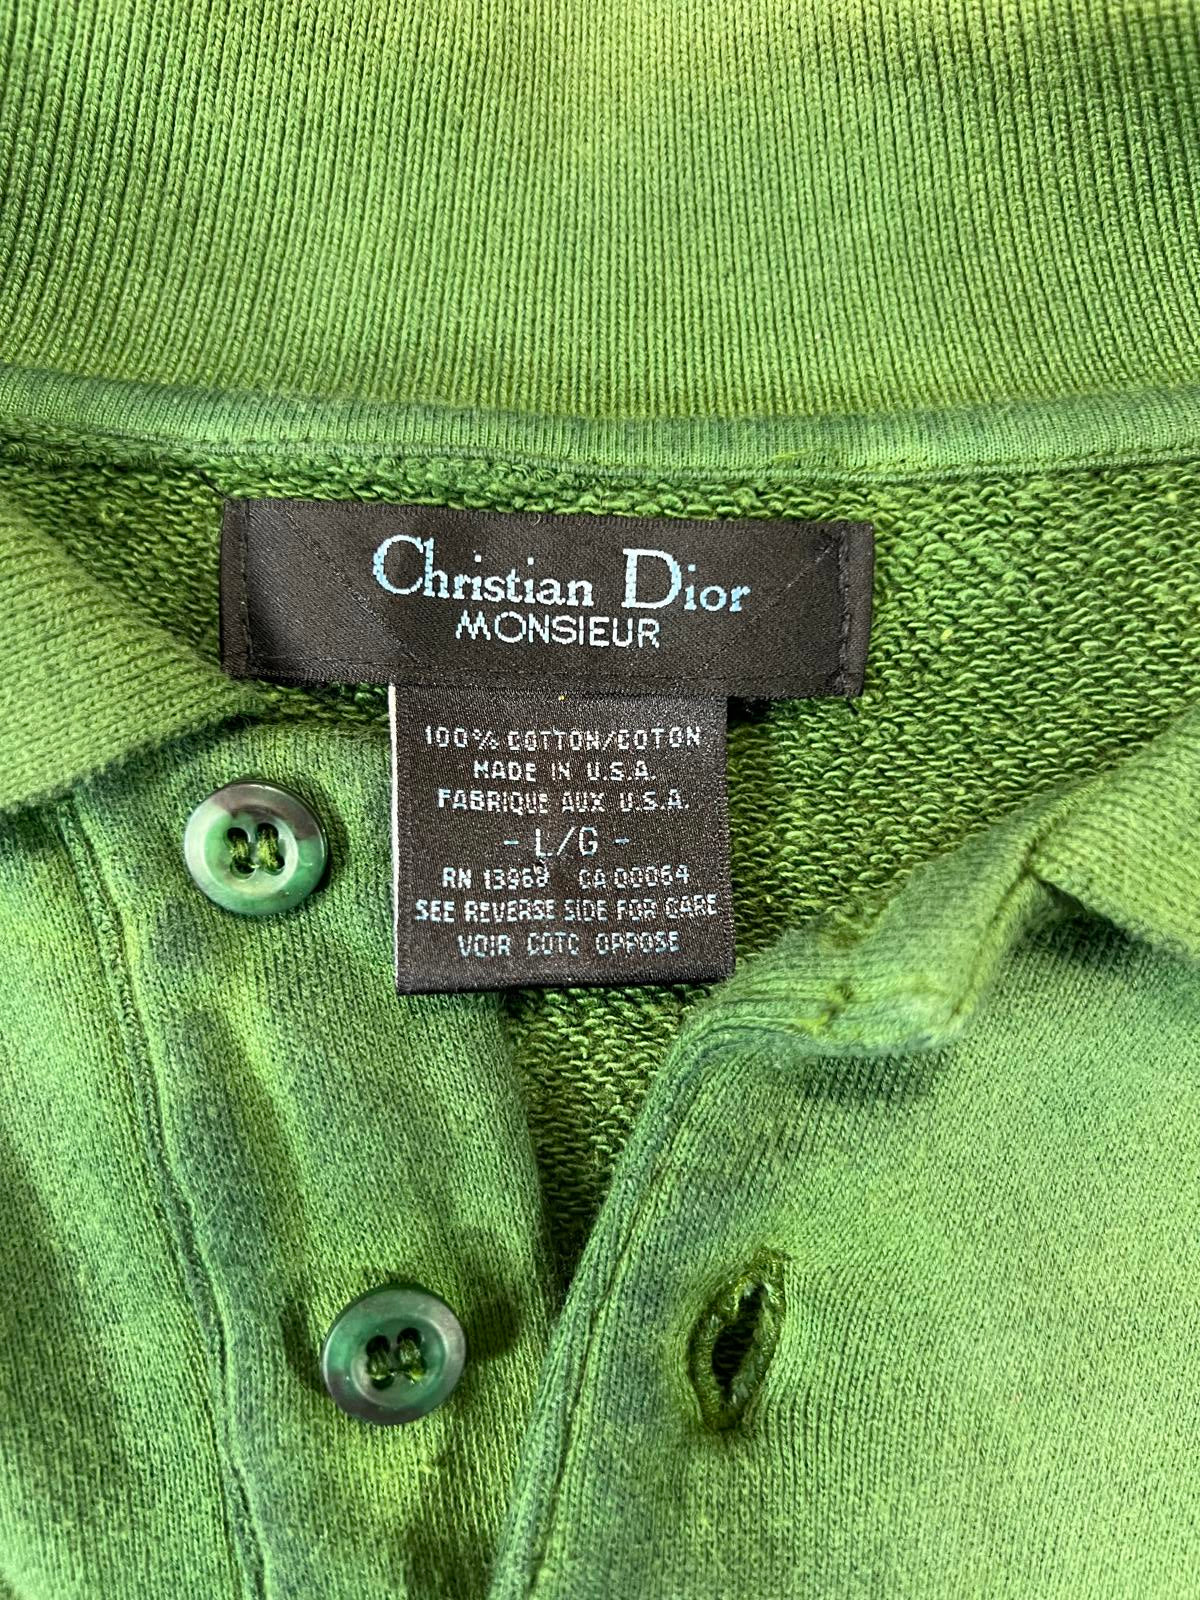 Christian Dior
MONSIEUR
100% COTTON/COTON
MADE IN U.S.A.
FABRIQUE AUX U.S.A.
- L/G -
RN 13969 CA 00064
SEE REVERSE SIDE FOR CARE
VOIR COTC OPPOSE